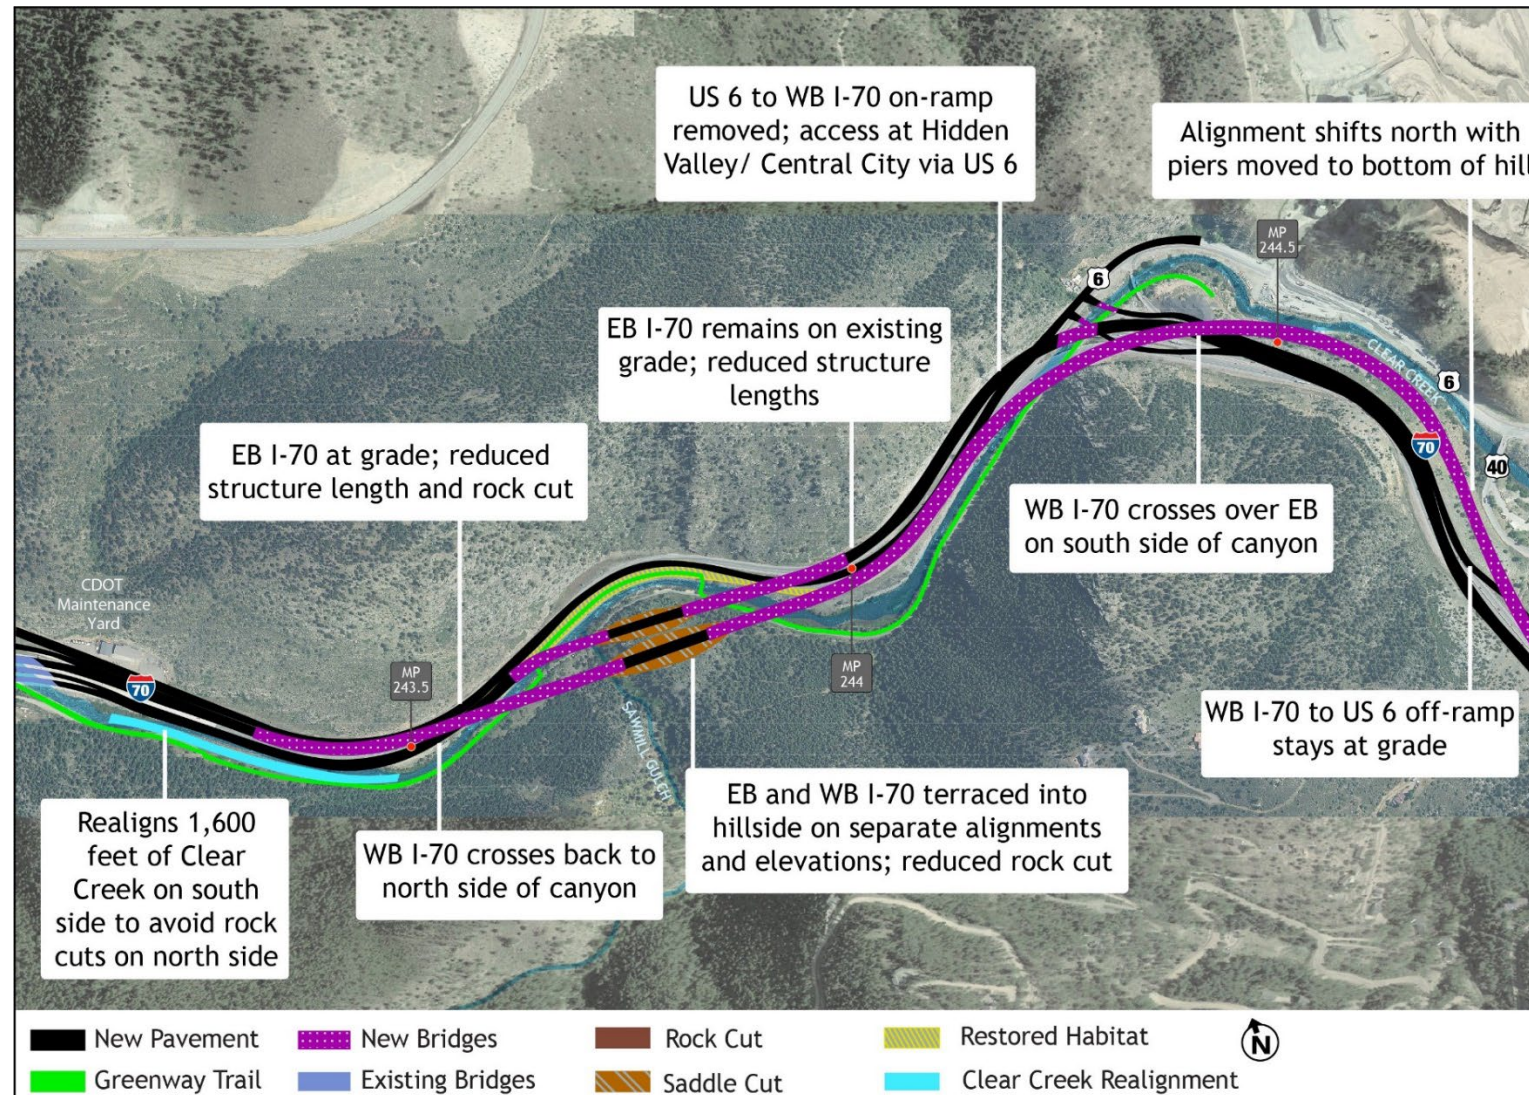 US 6 to WB I-70 on-ramp
removed; access at Hidden
Valley/ Central City via US 6
Alignment shifts north with
piers moved to bottom of hill
MP
244.5
6
EB I-70 remains on existing
grade; reduced structure
lengths
CLEAR CREEK
6
70
40
EB I-70 at grade; reduced
structure length and rock cut
WB I-70 crosses over EB
on south side of canyon
CDOT
Maintenance
Yard
70
MP
243.5
MP
244
SAWMILL GULCH
WB I-70 to US 6 off-ramp
stays at grade
Realigns 1,600
feet of Clear
Creek on south
side to avoid rock
cuts on north side
WB I-70 crosses back to
north side of canyon
EB and WB I-70 terraced into
hillside on separate alignments
and elevations; reduced rock cut
New Pavement
New Bridges
Rock Cut
Restored Habitat
N
Greenway Trail
Existing Bridges
Saddle Cut
Clear Creek Realignment